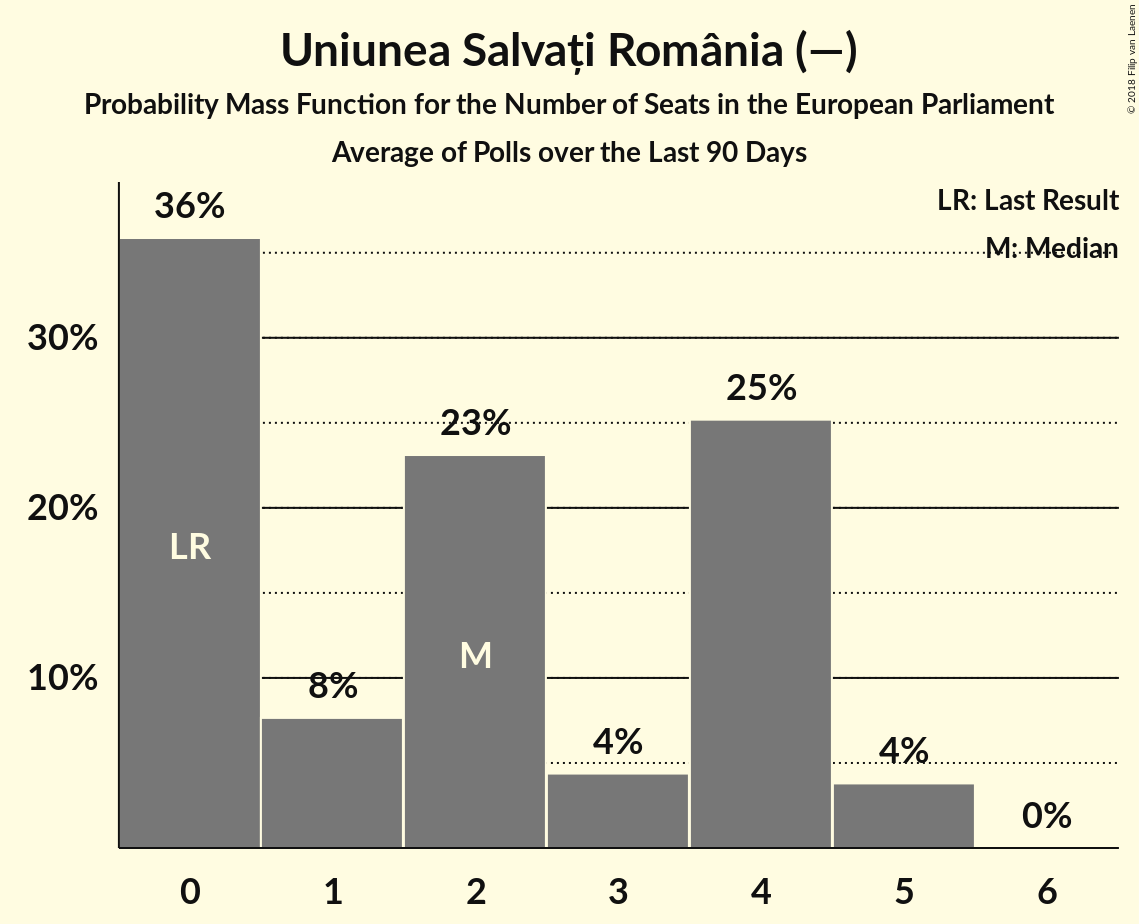 Uniunea Salvați România (—)
Probability Mass Function for the Number of Seats in the European Parliament
Average of Polls over the Last 90 Days
© 2018 Filip van Laenen
LR: Last Result
M: Median
36%
8%
23%
4%
25%
4%
0%
30%
20%
10%
LR
M
0 1 2 3 4 5 6